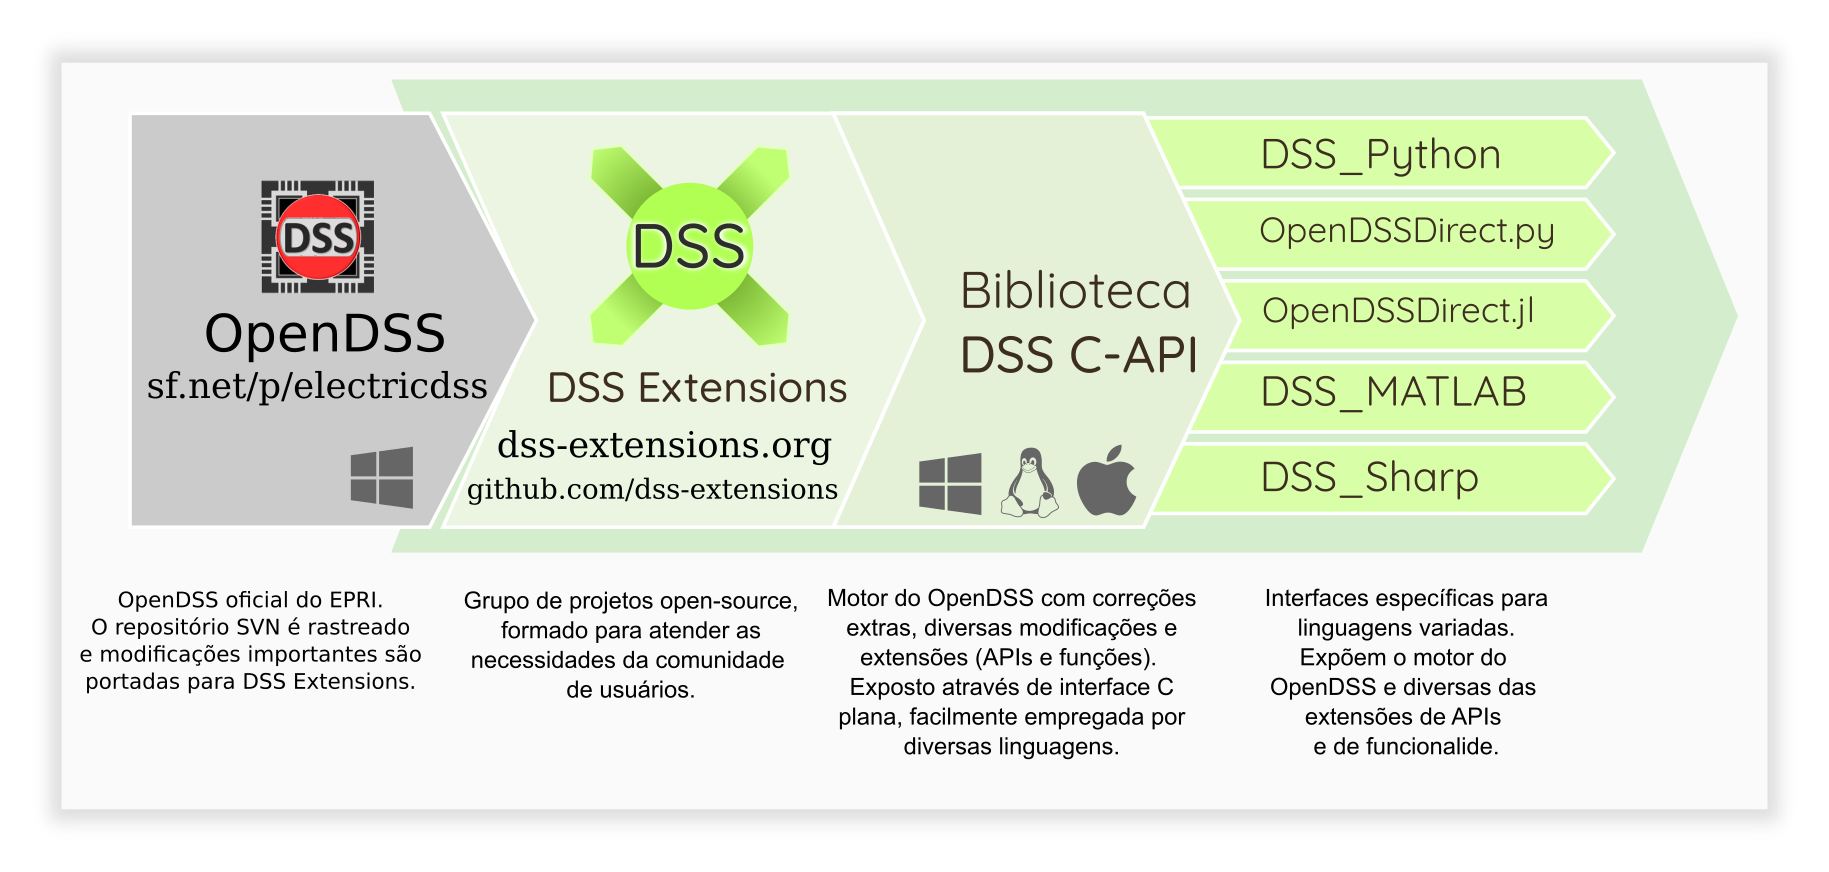 DSS
OpenDSS
sf.net/p/electricdss
DSS
DSS Extensions
dss-extensions.org
github.com/dss-extensions
Biblioteca
DSS C-API
DSS_Python
OpenDSSDirect.py
OpenDSSDirect.jl
DSS_MATLAB
DSS_Sharp
OpenDSS oficial do EPRI.
O repositório SVN é rastreado
e modificações importantes são
portadas para DSS Extensions.
Grupo de projetos open-source,
formado para atender as
necessidades da comunidade
de usuários.
Motor do OpenDSS com correções
extras, diversas modificações e
extensões (APIs e funções).
Exposto através de interface C
plana, facilmente empregada por
diversas linguagens.
Interfaces específicas para
linguagens variadas.
Expõem o motor do
OpenDSS e diversas das
extensões de APIs
e de funcionalide.